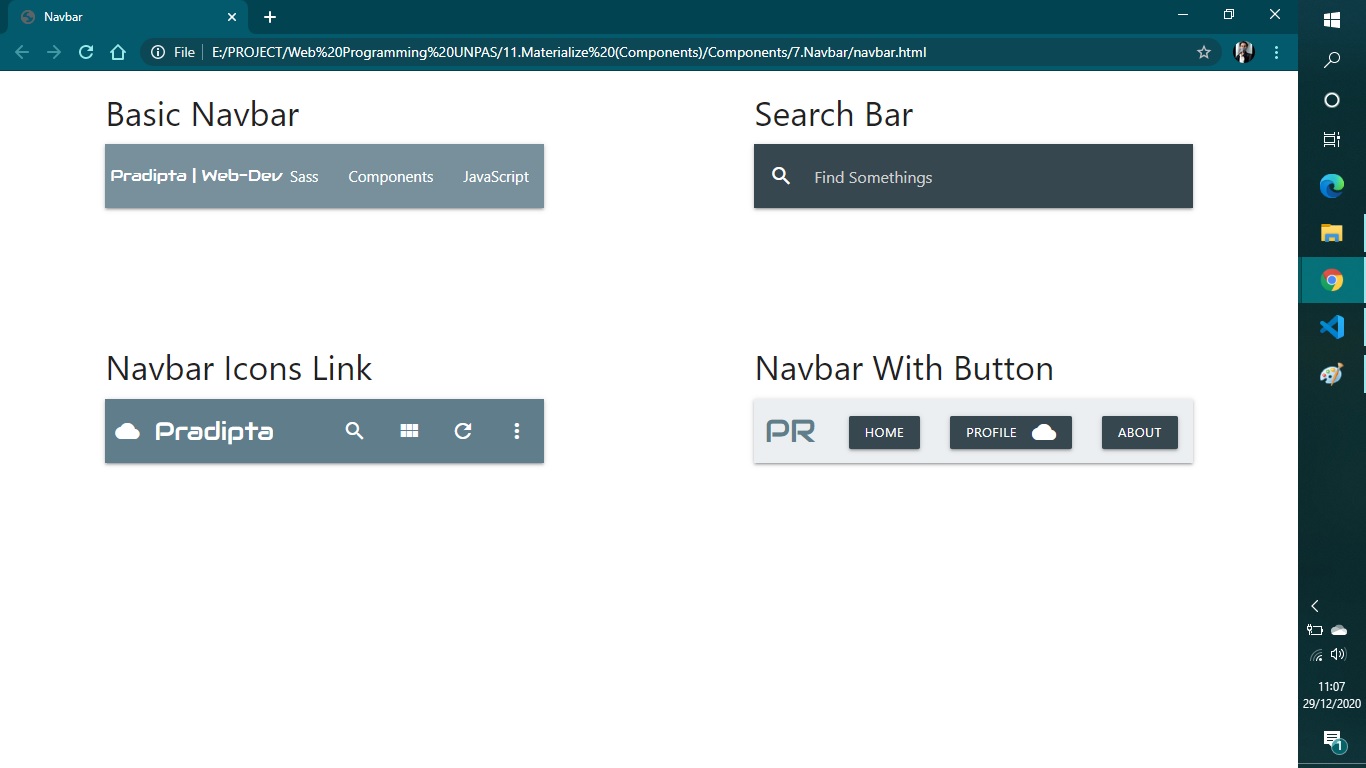 Navbar
File E:/PROJECT/Web%20Programming%20UNPAS/11.Materialize%20(Components)/Components/7.Navbar/navbar.html
Basic Navbar
Pradipta | Web-Dev Sass Components JavaScript
Search Bar
Find Somethings
Navbar Icons Link
Pradipta
Navbar With Button
PR HOME PROFILE ABOUT
11:07
29/12/2020
1